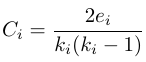 $C_i = \frac{2e_i}{k_i(k_i - 1)}$